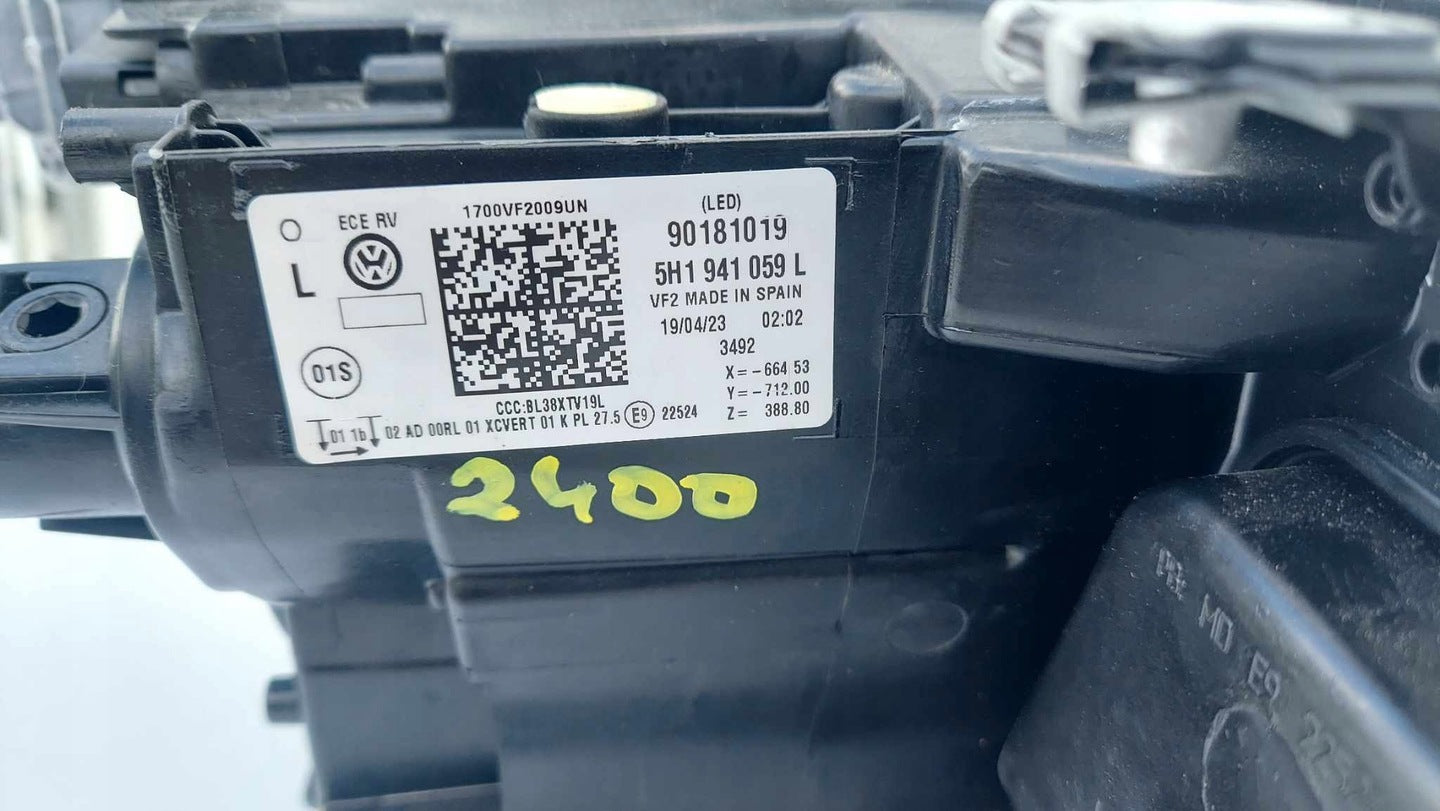 O
L
ECE RV
01S
1700VF2009UN
CCC:BL38XTV19L
(LED)
90181019
5H1 941 059 L
VF2 MADE IN SPAIN
19/04/23 02:02
3492
X= -664 53
Y= -712.00
Z= 388.80
01 1b 02 AD 00RL 01 XCVERT 01 K PL 27.5 E9 22524
2400
MD E9